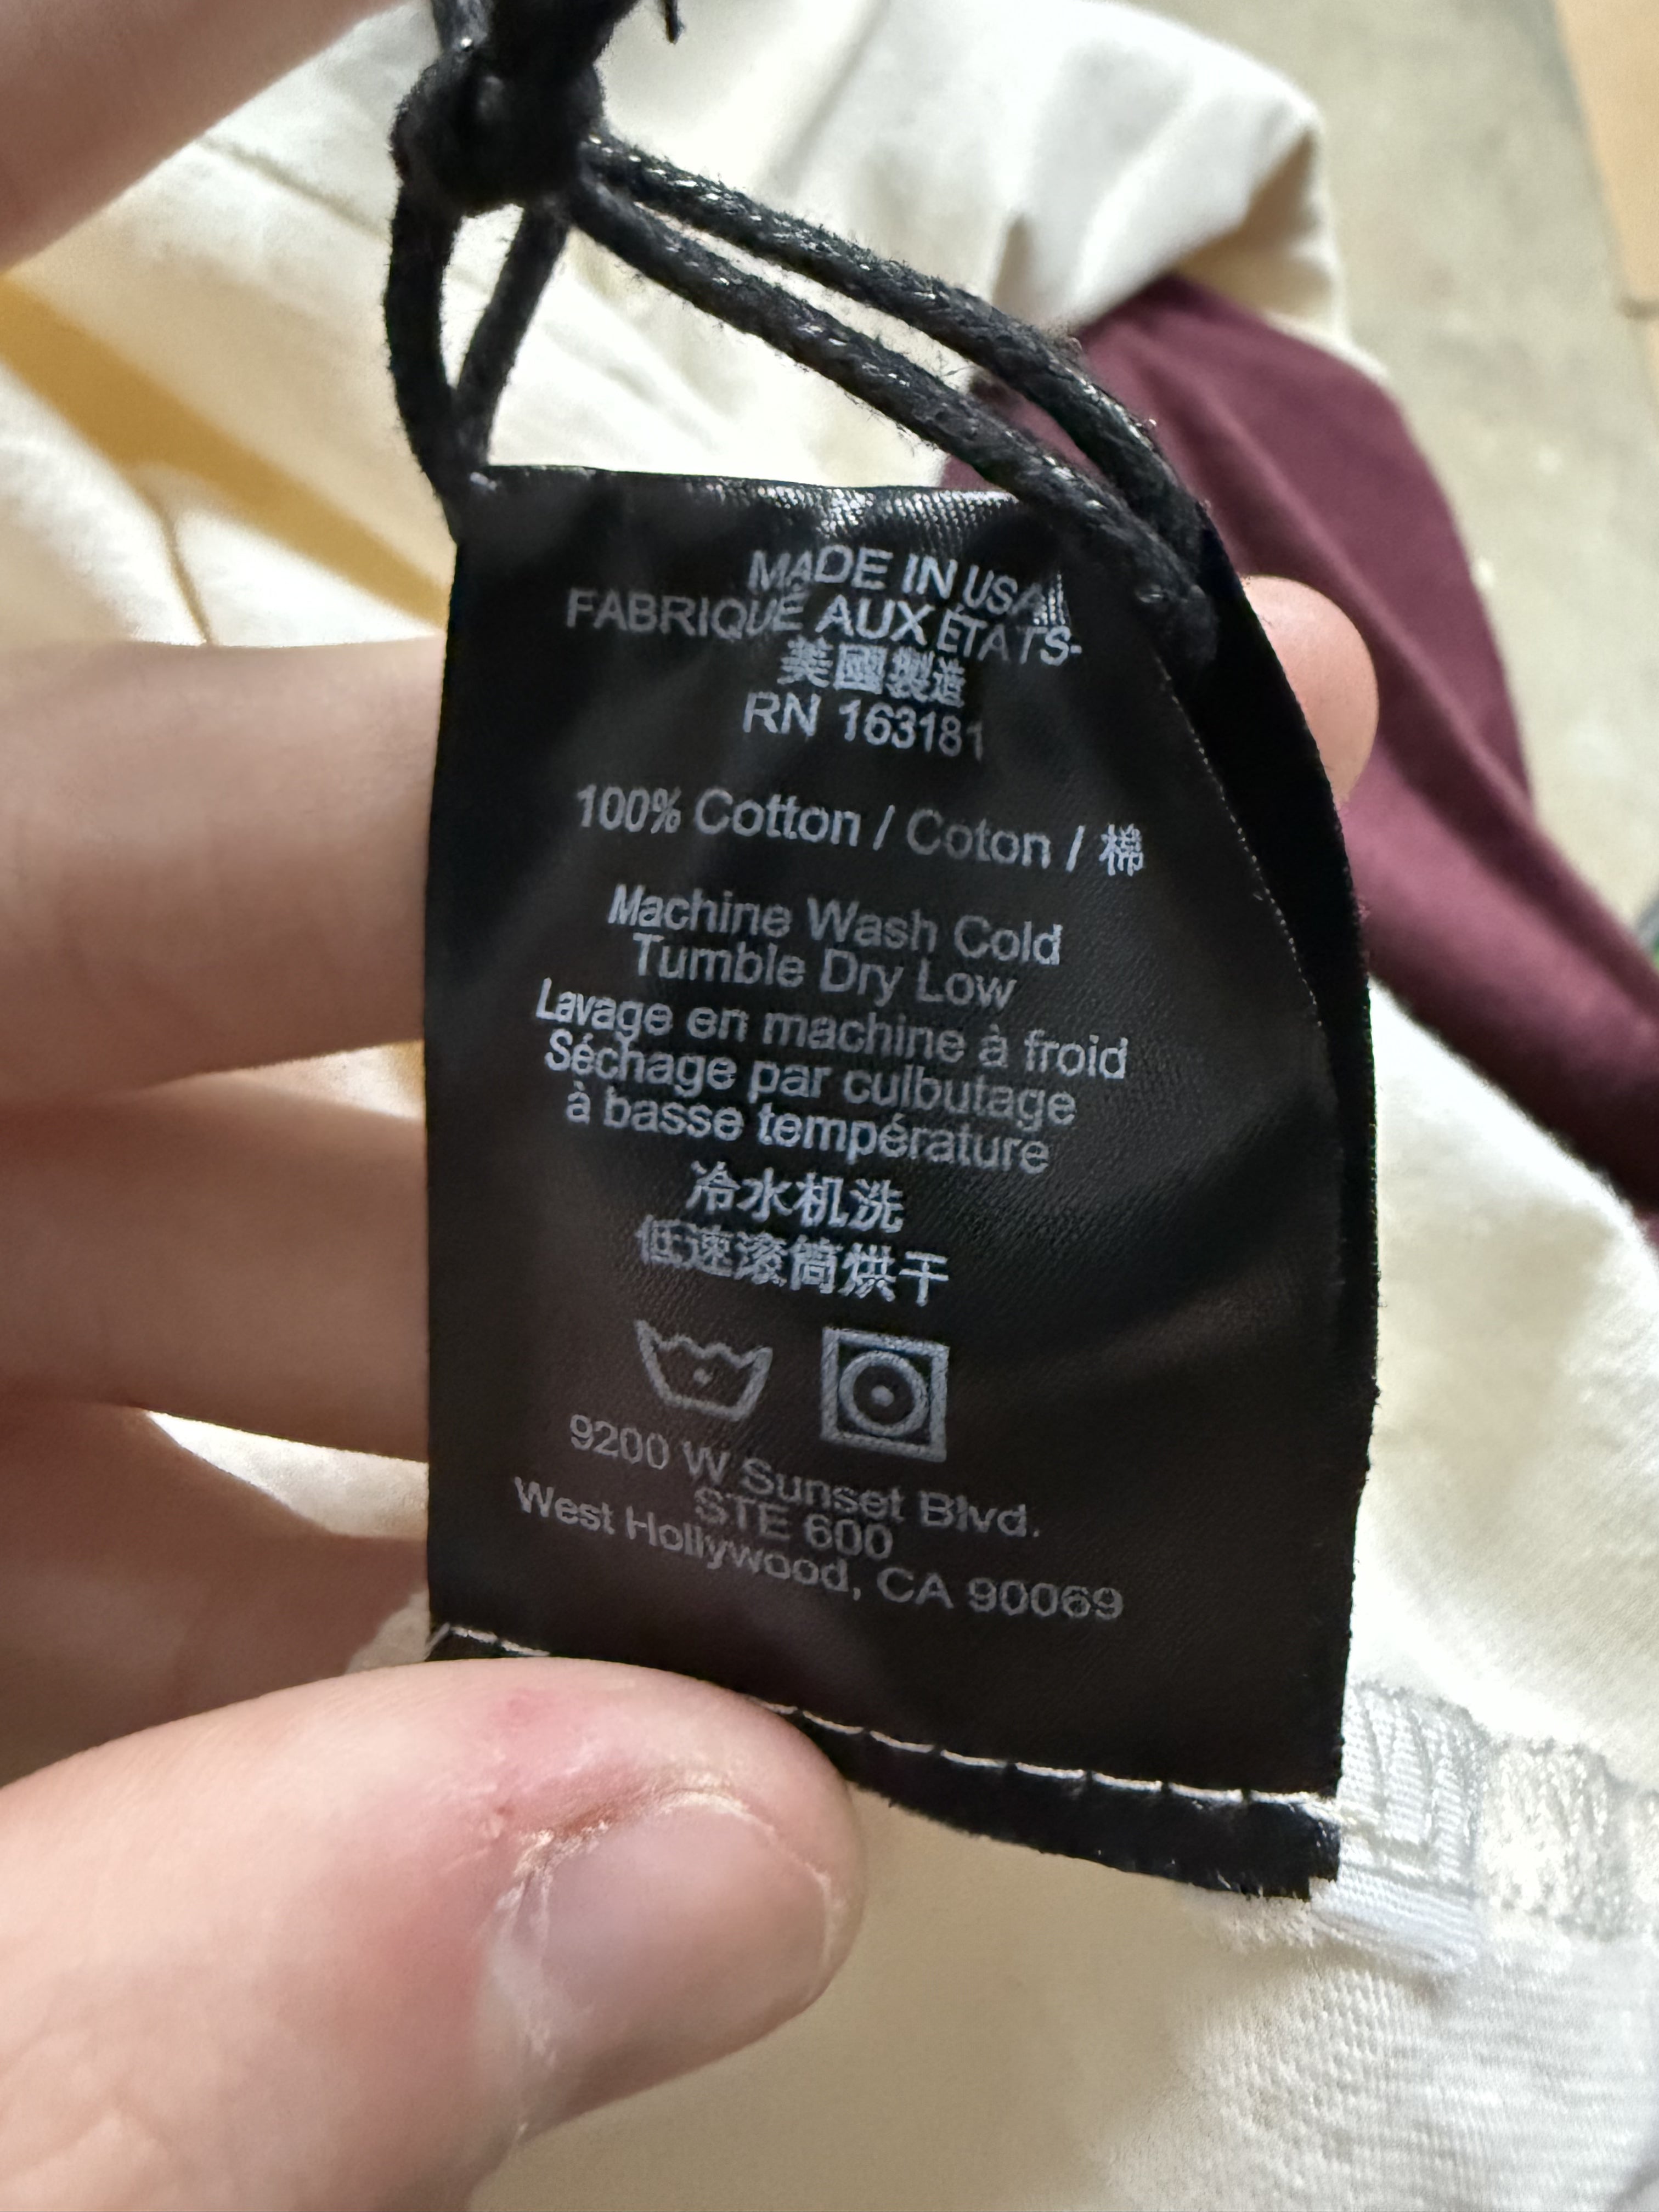 MADE IN USA
FABRIQUÉ AUX ÉTATS-
美國製造
RN 163181
100% Cotton / Coton / 棉
Machine Wash Cold
Tumble Dry Low
Lavage en machine à froid
Séchage par culbutage
à basse température
冷水机洗
低速滚筒烘干
9200 W Sunset Blvd.
STE 600
West Hollywood, CA 90069